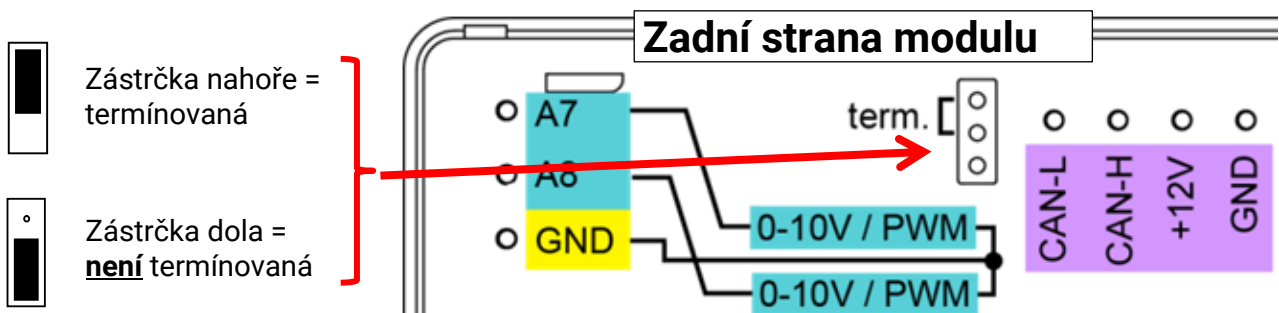 Zadní strana modulu
Zástrčka nahoře =
termínovaná
Zástrčka dola =
není termínovaná
A7
A8
GND
term.
0-10V / PWM
0-10V / PWM
CAN-L
CAN-H
+12V
GND